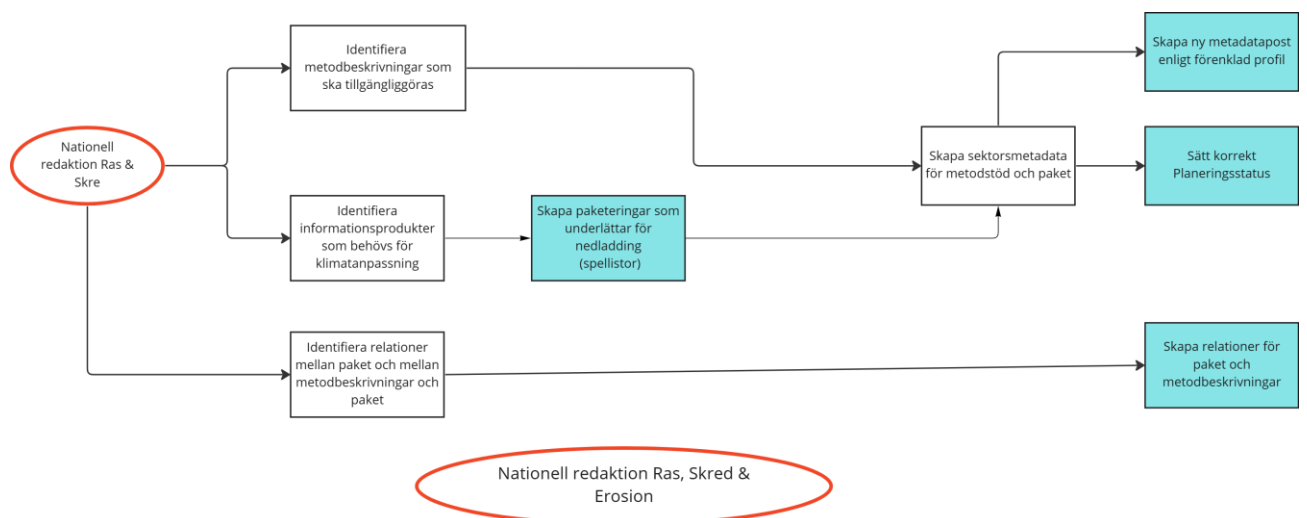 Identifiera
metodbeskrivningar som
ska tillgängliggöras
Skapa ny metadatapost
enligt förenklad profil
Nationell
redaktion Ras &
Skre
Skapa sektorsmetadata
för metodstöd och paket
Sätt korrekt
Planeringsstatus
Identifiera
informationsprodukter
som behövs för
klimatanpassning
Skapa paketeringar som
underlättar för
nedladding
(spellistor)
Identifiera relationer
mellan paket och mellan
metodbeskrivningar och
paket
Skapa relationer för
paket och
metodbeskrivningar
Nationell redaktion Ras, Skred &
Erosion